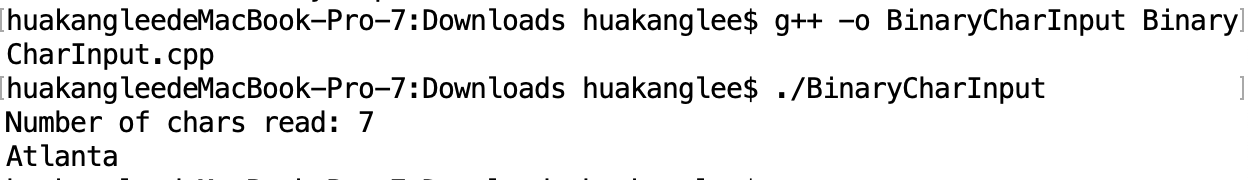 [huakangleedeMacBook-Pro-7:Downloads huakanglee$ g++ -o BinaryCharInput Binary]
CharInput.cpp
[huakangleedeMacBook-Pro-7:Downloads huakanglee$ ./BinaryCharInput ]
Number of chars read: 7
Atlanta